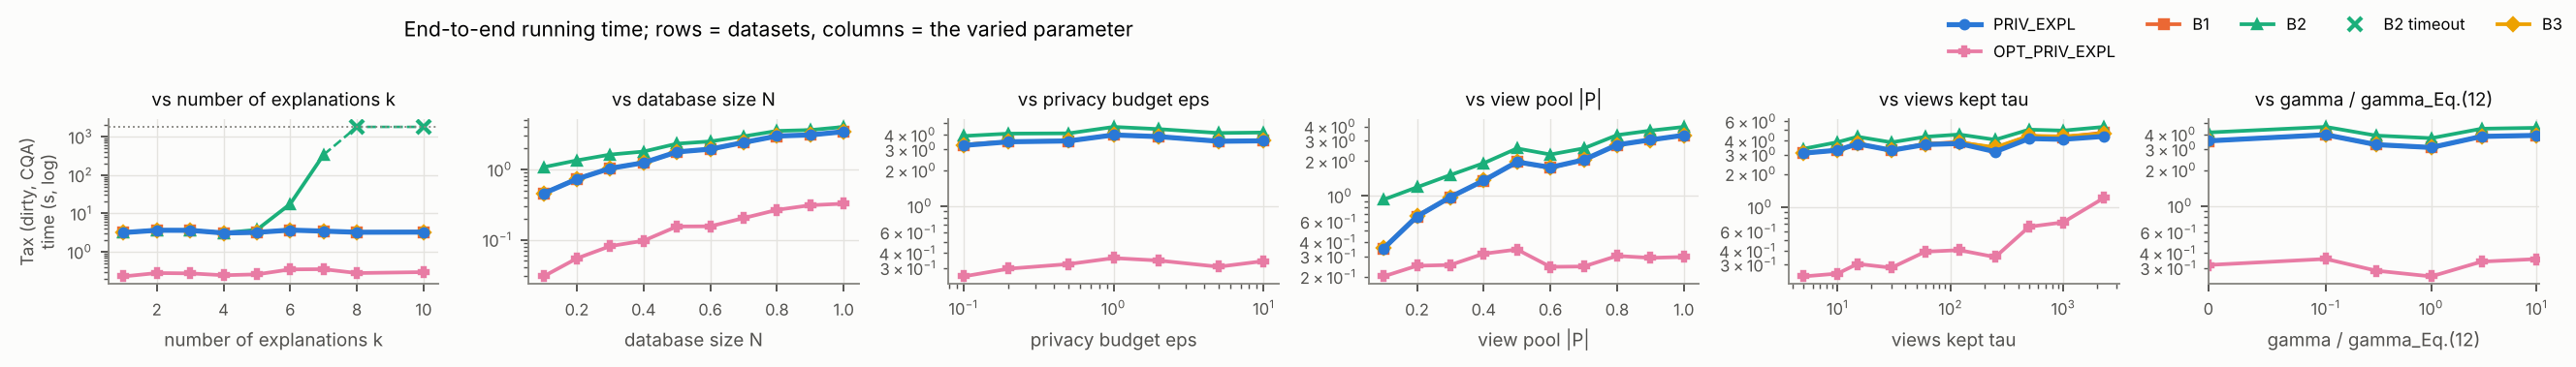 End-to-end running time; rows = datasets, columns = the varied parameter
PRIV_EXPL
B1
B2
B2 timeout
B3
OPT_PRIV_EXPL
vs number of explanations k
Tax (dirty, CQA)
time (s, log)
10³
10²
10¹
10⁰
2 4 6 8 10
number of explanations k
vs database size N
10⁰
10⁻¹
0.2 0.4 0.6 0.8 1.0
database size N
vs privacy budget eps
4 × 10⁰
3 × 10⁰
2 × 10⁰
10⁰
6 × 10⁻¹
4 × 10⁻¹
3 × 10⁻¹
10⁻¹ 10⁰ 10¹
privacy budget eps
vs view pool |P|
4 × 10⁰
3 × 10⁰
2 × 10⁰
10⁰
6 × 10⁻¹
4 × 10⁻¹
3 × 10⁻¹
2 × 10⁻¹
0.2 0.4 0.6 0.8 1.0
view pool |P|
vs views kept tau
6 × 10⁰
4 × 10⁰
3 × 10⁰
2 × 10⁰
10⁰
6 × 10⁻¹
4 × 10⁻¹
3 × 10⁻¹
10¹ 10² 10³
views kept tau
vs gamma / gamma_Eq.(12)
4 × 10⁰
3 × 10⁰
2 × 10⁰
10⁰
6 × 10⁻¹
4 × 10⁻¹
3 × 10⁻¹
0 10⁻¹ 10⁰ 10¹
gamma / gamma_Eq.(12)